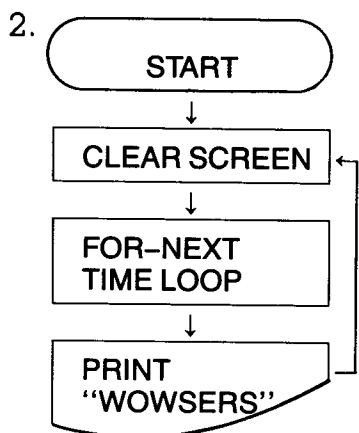 2.
START
CLEAR SCREEN
FOR–NEXT
TIME LOOP
PRINT
‘‘WOWSERS’’